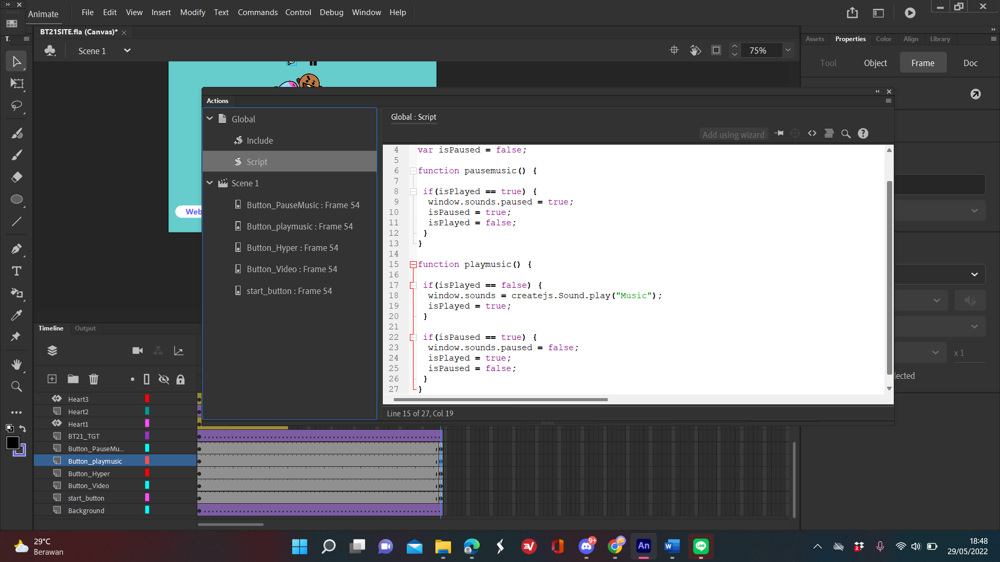 Animate
File Edit View Insert Modify Text Commands Control Debug Window Help
T.
BT21SITE.fla (Canvas)*
Scene 1
75%
Assets Properties Color Align Library
Tool Object Frame Doc
Web
Actions
Global
Include
Script
Scene 1
Button_PauseMusic : Frame 54
Button_playmusic : Frame 54
Button_Hyper : Frame 54
Button_Video : Frame 54
start_button : Frame 54
Global : Script
Add using wizard
4 var isPaused = false;
5
6 function pausemusic() {
7
8 if(isPlayed == true) {
9 window.sounds.paused = true;
10 isPaused = true;
11 isPlayed = false;
12 }
13 }
14
15 function playmusic() {
16
17 if(isPlayed == false) {
18 window.sounds = createjs.Sound.play("Music");
19 isPlayed = true;
20 }
21
22 if(isPaused == true) {
23 window.sounds.paused = false;
24 isPlayed = true;
25 isPaused = false;
26 }
27 }
Line 15 of 27, Col 19
x 1
lected
Timeline Output
Heart3
Heart2
Heart1
BT21_TGT
Button_PauseMu...
Button_playmusic
Button_Hyper
Button_Video
start_button
Background
29°C
Berawan
9+
An
W
LINE
3
18:48
29/05/2022